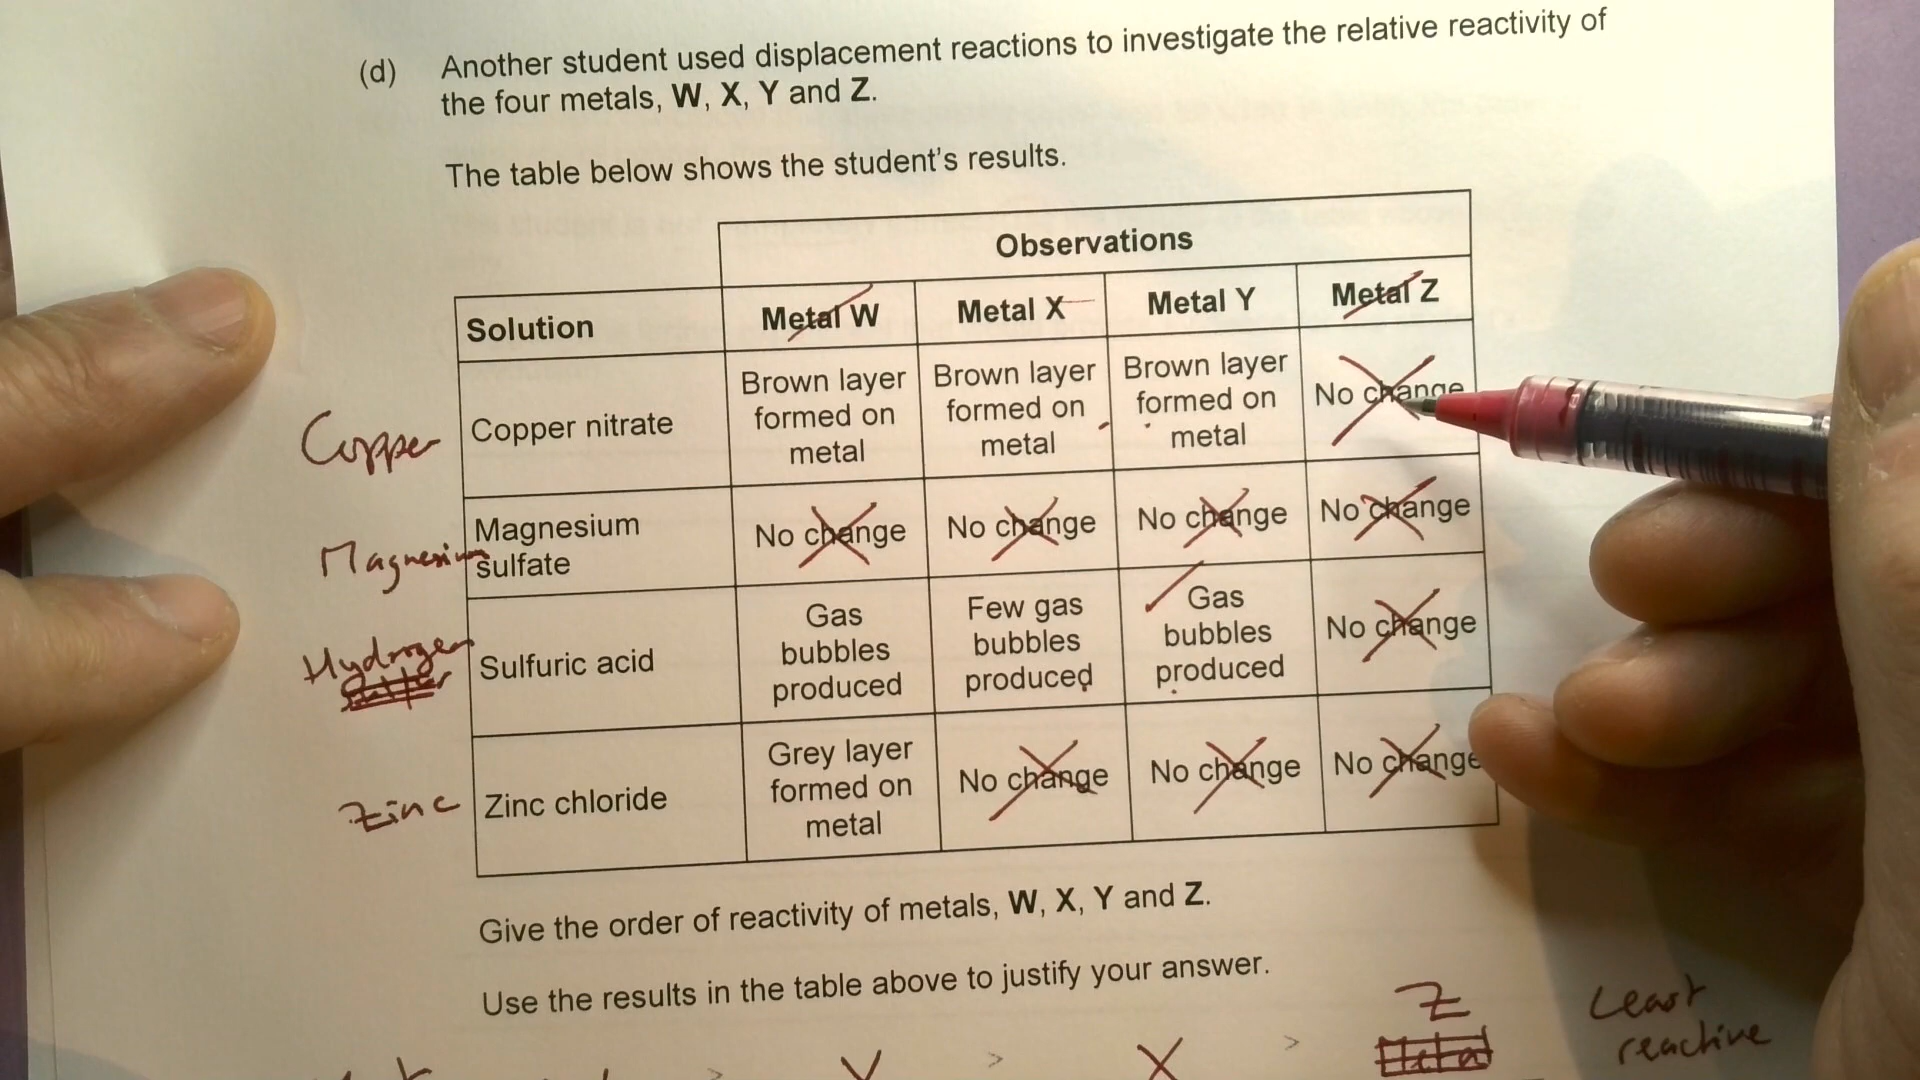 (d) Another student used displacement reactions to investigate the relative reactivity of
the four metals, W, X, Y and Z.
The table below shows the student's results.
Observations
Solution Metal W Metal X Metal Y Metal Z
Copper
Copper nitrate
Brown layer
formed on
metal
Brown layer
formed on
metal
Brown layer
formed on
metal
No change
Magnesium
Magnesium
sulfate
No change
No change
No change
No change
Hydrogen
Sulfuric acid
Gas
bubbles
produced
Few gas
bubbles
produced
Gas
bubbles
produced
No change
Zinc
Zinc chloride
Grey layer
formed on
metal
No change
No change
No change
Give the order of reactivity of metals, W, X, Y and Z.
Use the results in the table above to justify your answer.
> Y > X > Z
Least
reactive